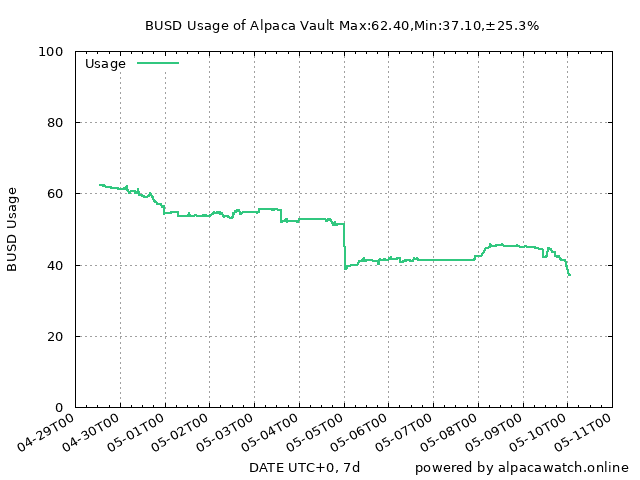 BUSD Usage of Alpaca Vault Max:62.40,Min:37.10,±25.3%
Usage
BUSD Usage
100
80
60
40
20
0
04-29T00
04-30T00
05-01T00
05-02T00
05-03T00
05-04T00
05-05T00
05-06T00
05-07T00
05-08T00
05-09T00
05-10T00
05-11T00
DATE UTC+0, 7d
powered by alpacawatch.online